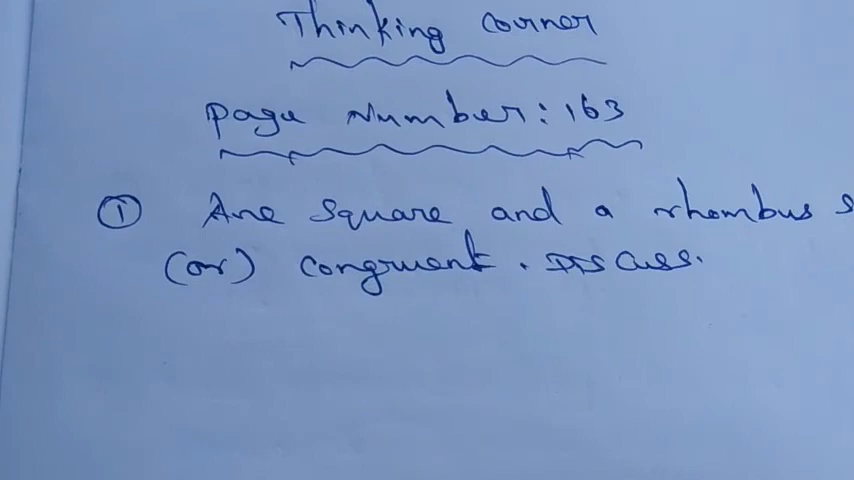 Thinking corner
Page Number: 163
① Are square and a rhombus s
(or) congruent. Discuss.